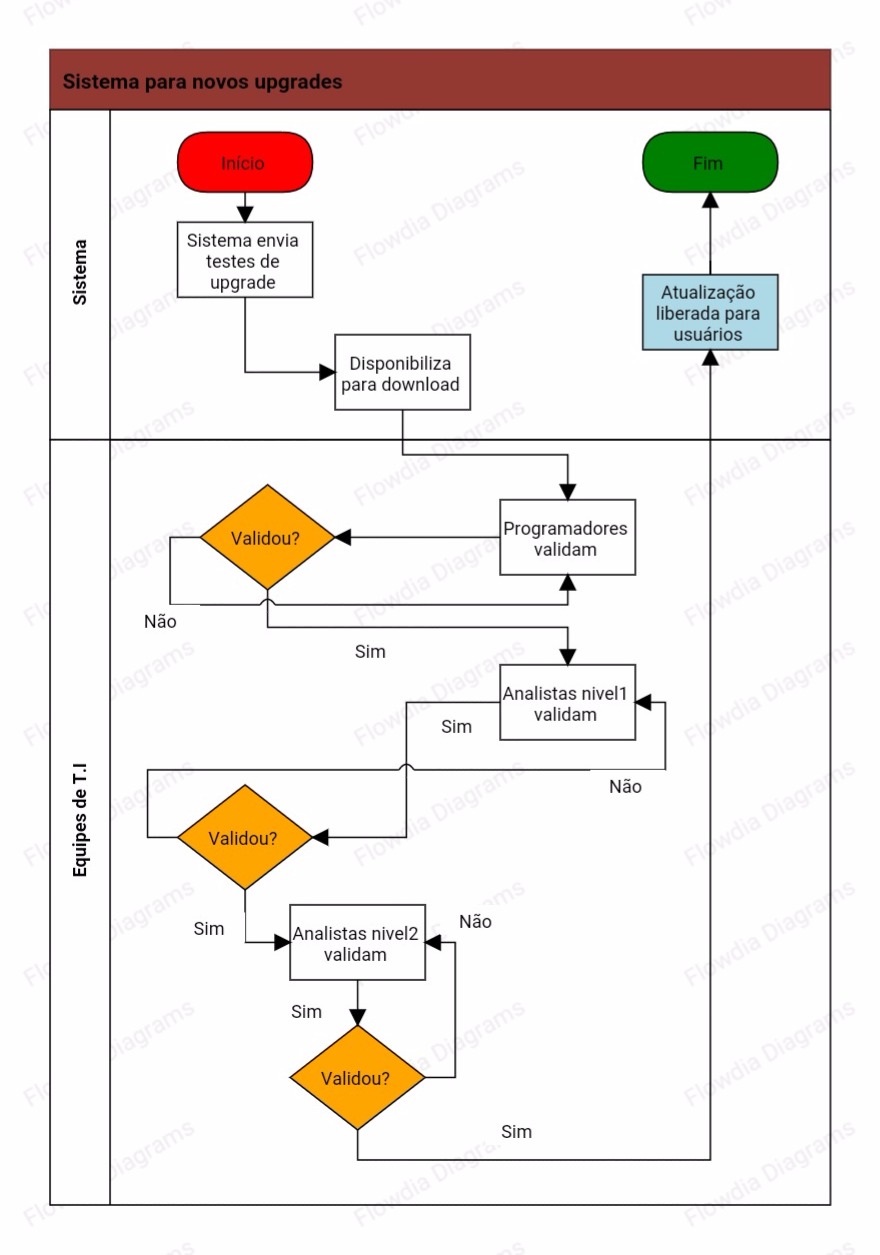 Sistema para novos upgrades
Sistema
Início
Fim
Sistema envia
testes de
upgrade
Atualização
liberada para
usuários
Disponibiliza
para download
Equipes de T.I
Programadores
validam
Validou?
Não
Sim
Analistas nivel1
validam
Sim
Não
Validou?
Sim
Analistas nivel2
validam
Não
Sim
Validou?
Sim
Flowdia Diagrams